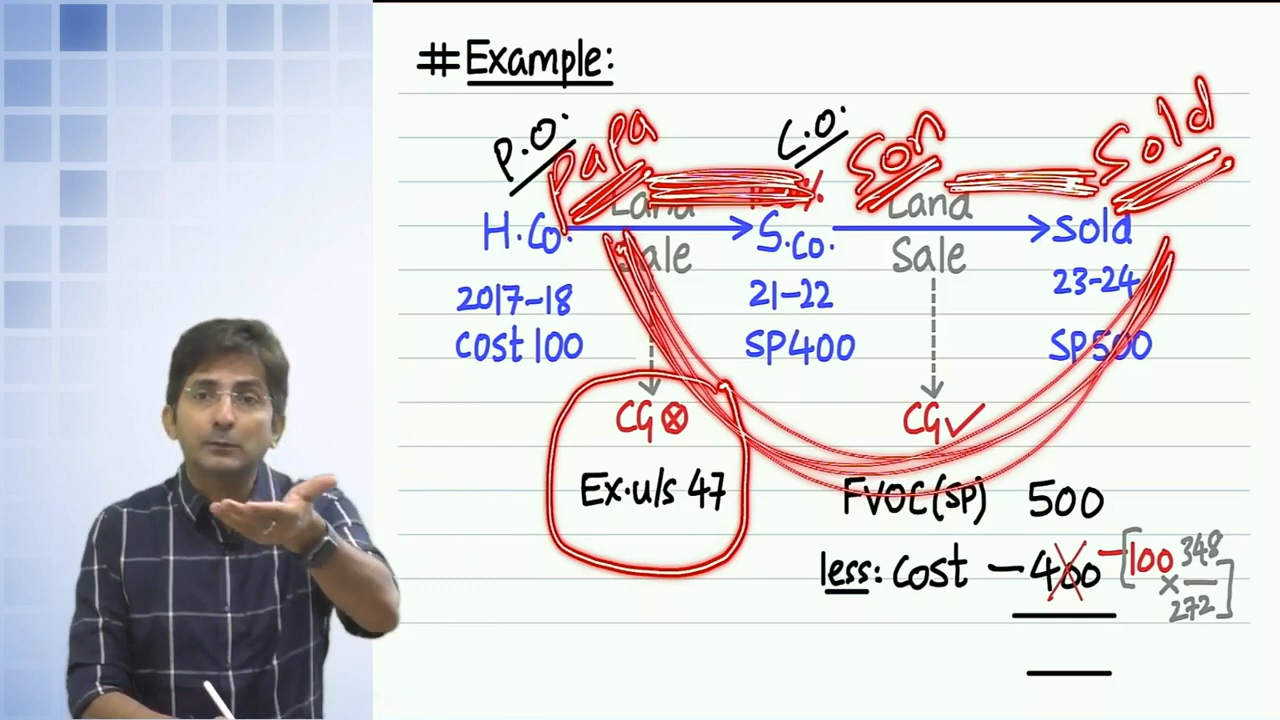 # Example:
P.O. Papa C.O. Son Sold
Land 100% Land
H.Co. S.Co. Sold
Sale Sale
2017-18 21-22 23-24
Cost 100 SP400 SP500
CG⊗ CG✓
Ex.u/s 47 FVOC(SP) 500
less: cost -400 -[100 × 348/272]